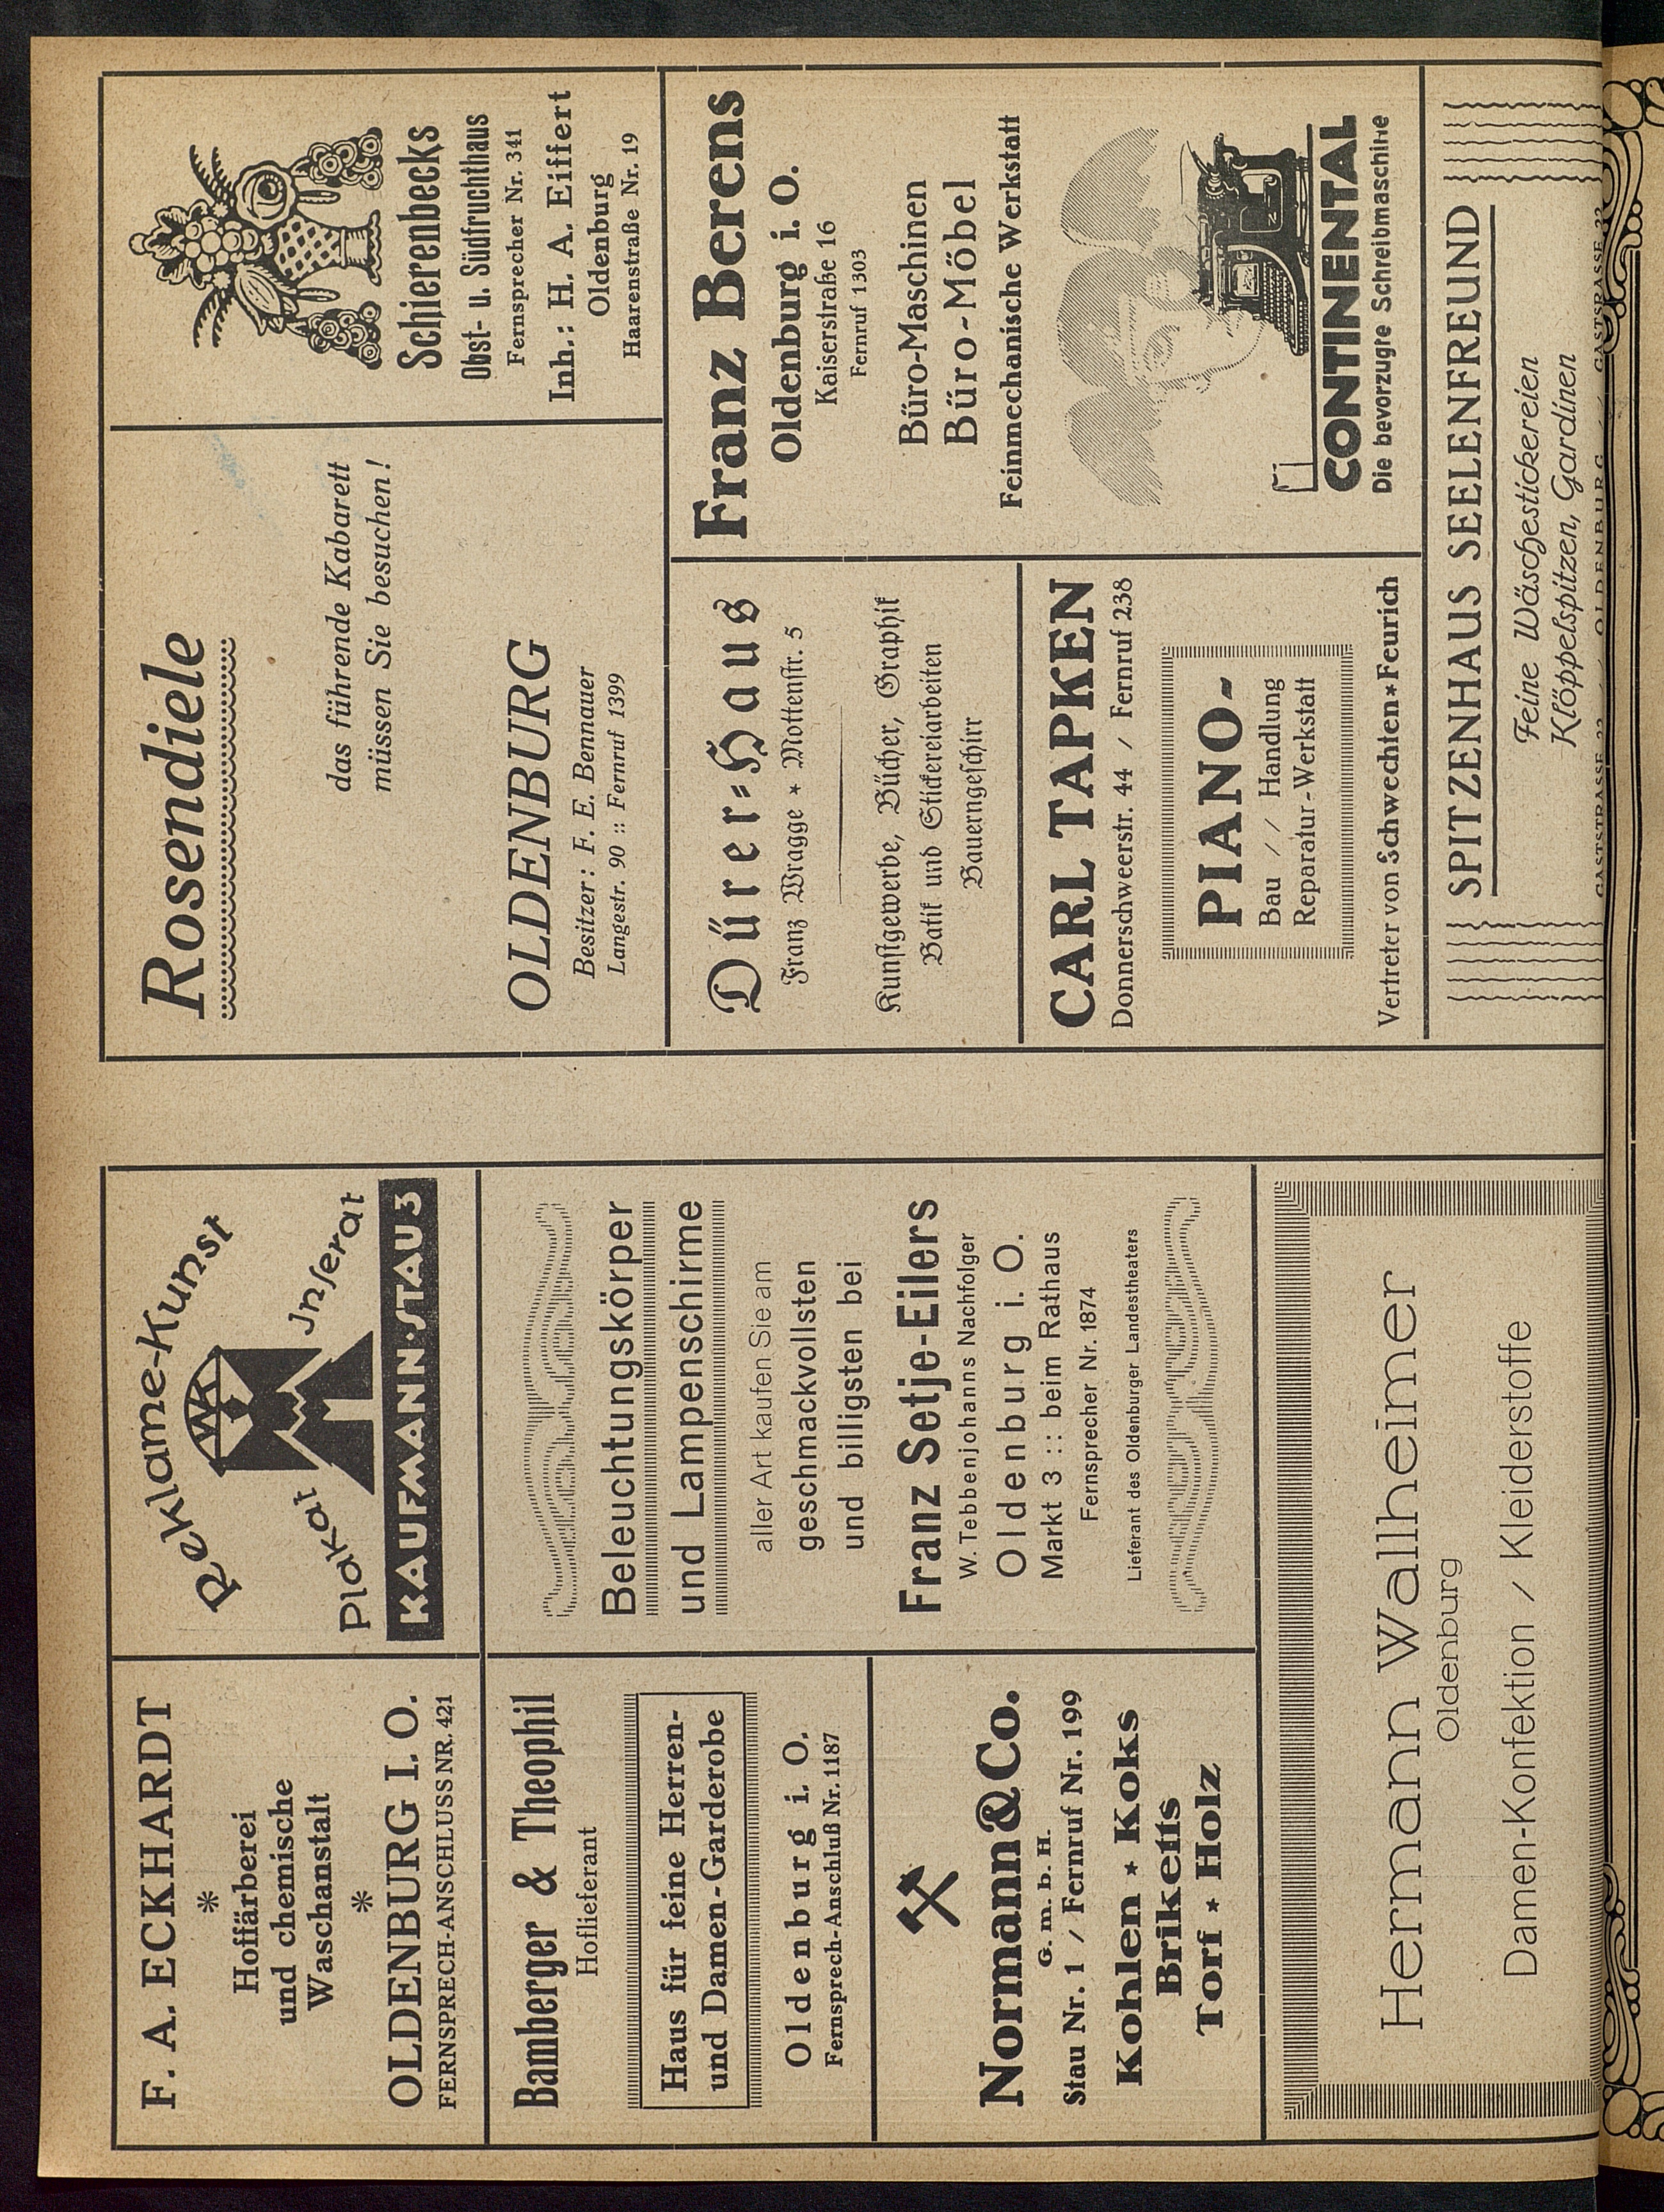 F. A. ECKHARDT
*
Hoffärberei
und chemische
Waschanstalt
*
OLDENBURG I. O.
FERNSPRECH-ANSCHLUSS NR. 421
Reklame-Kunst
WK
Plakat
Inserat
KAUFMANN·STAUS
Bamberger & Theophil
Hoflieferant
Haus für feine Herren-
und Damen-Garderobe
Oldenburg i. O.
Fernsprech-Anschluß Nr. 1187
Normann & Co.
G. m. b. H.
Stau Nr. 1 / Fernruf Nr. 199
Kohlen * Koks
Briketts
Torf * Holz
Beleuchtungskörper
und Lampenschirme
aller Art kaufen Sie am
geschmackvollsten
und billigsten bei
Franz Setje-Eilers
W. Tebbenjohanns Nachfolger
Oldenburg i. O.
Markt 3 :: beim Rathaus
Fernsprecher Nr. 1874
Lieferant des Oldenburger Landestheaters
Hermann Wallheimer
Oldenburg
Damen-Konfektion / Kleiderstoffe
Rosendiele
das führende Kabarett
müssen Sie besuchen!
OLDENBURG
Besitzer: F. E. Bennauer
Langestr. 90 :: Fernruf 1399
Schierenbecks
Obst- u. Südfruchthaus
Fernsprecher Nr. 341
Inh.: H. A. Eiffert
Oldenburg
Haarenstraße Nr. 19
Dürer-Haus
Franz Wragge * Mottenstr. 5
Kunstgewerbe, Bücher, Graphik
Batik und Stickereiarbeiten
Bauerngeschirr
CARL TAPKEN
Donnerschweerstr. 44 / Fernruf 238
PIANO-
Bau // Handlung
Reparatur-Werkstatt
Vertreter von Schwechten * Feurich
Franz Berens
Oldenburg i. O.
Kaiserstraße 16
Fernruf 1303
Büro-Maschinen
Büro-Möbel
Feinmechanische Werkstatt
CONTINENTAL
Die bevorzugte Schreibmaschine
SPITZENHAUS SEELENFREUND
Feine Wäschestickereien
Klöppelspitzen, Gardinen
GASTSTRASSE 22 / OLDENBURG / GASTSTRASSE 22